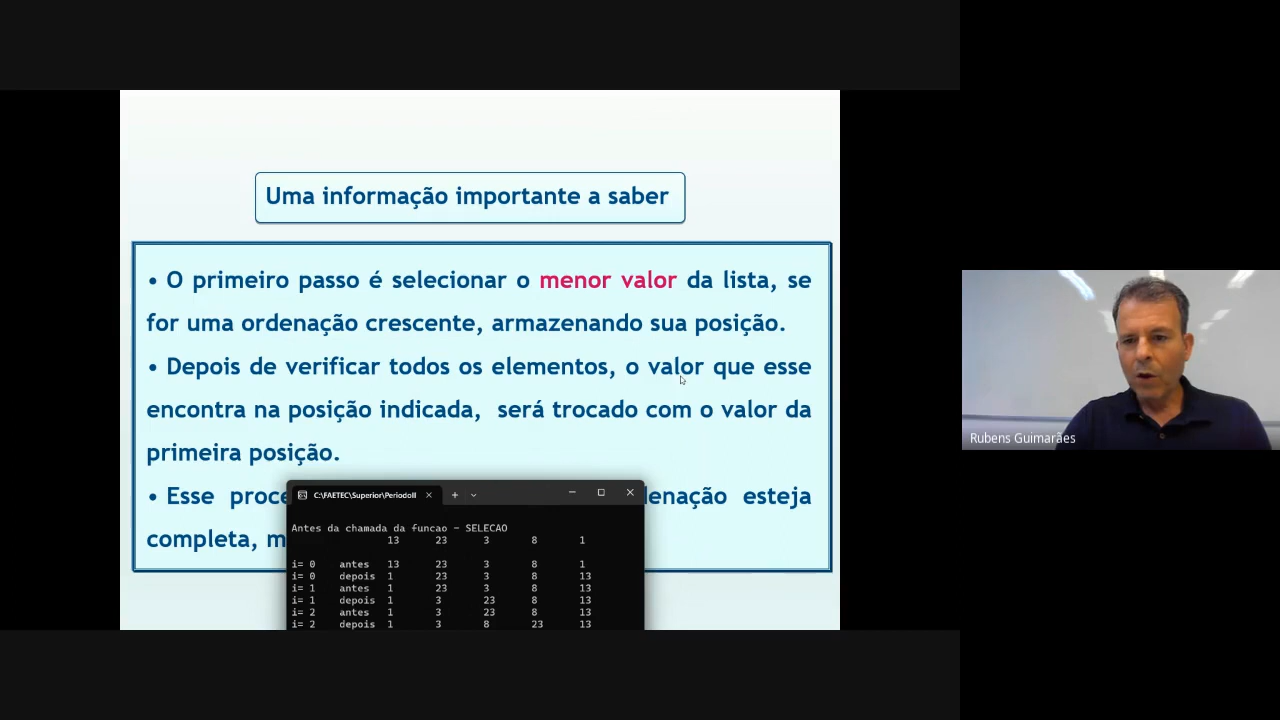 Uma informação importante a saber
• O primeiro passo é selecionar o menor valor da lista, se
for uma ordenação crescente, armazenando sua posição.
• Depois de verificar todos os elementos, o valor que esse
encontra na posição indicada, será trocado com o valor da
primeira posição.
• Esse proce denação esteja
completa, m
C:\FAETEC\Superior\PeriodoII
Antes da chamada da funcao - SELECAO
13 23 3 8 1
i= 0 antes 13 23 3 8 1
i= 0 depois 1 23 3 8 13
i= 1 antes 1 23 3 8 13
i= 1 depois 1 3 23 8 13
i= 2 antes 1 3 23 8 13
i= 2 depois 1 3 8 23 13
Rubens Guimarães